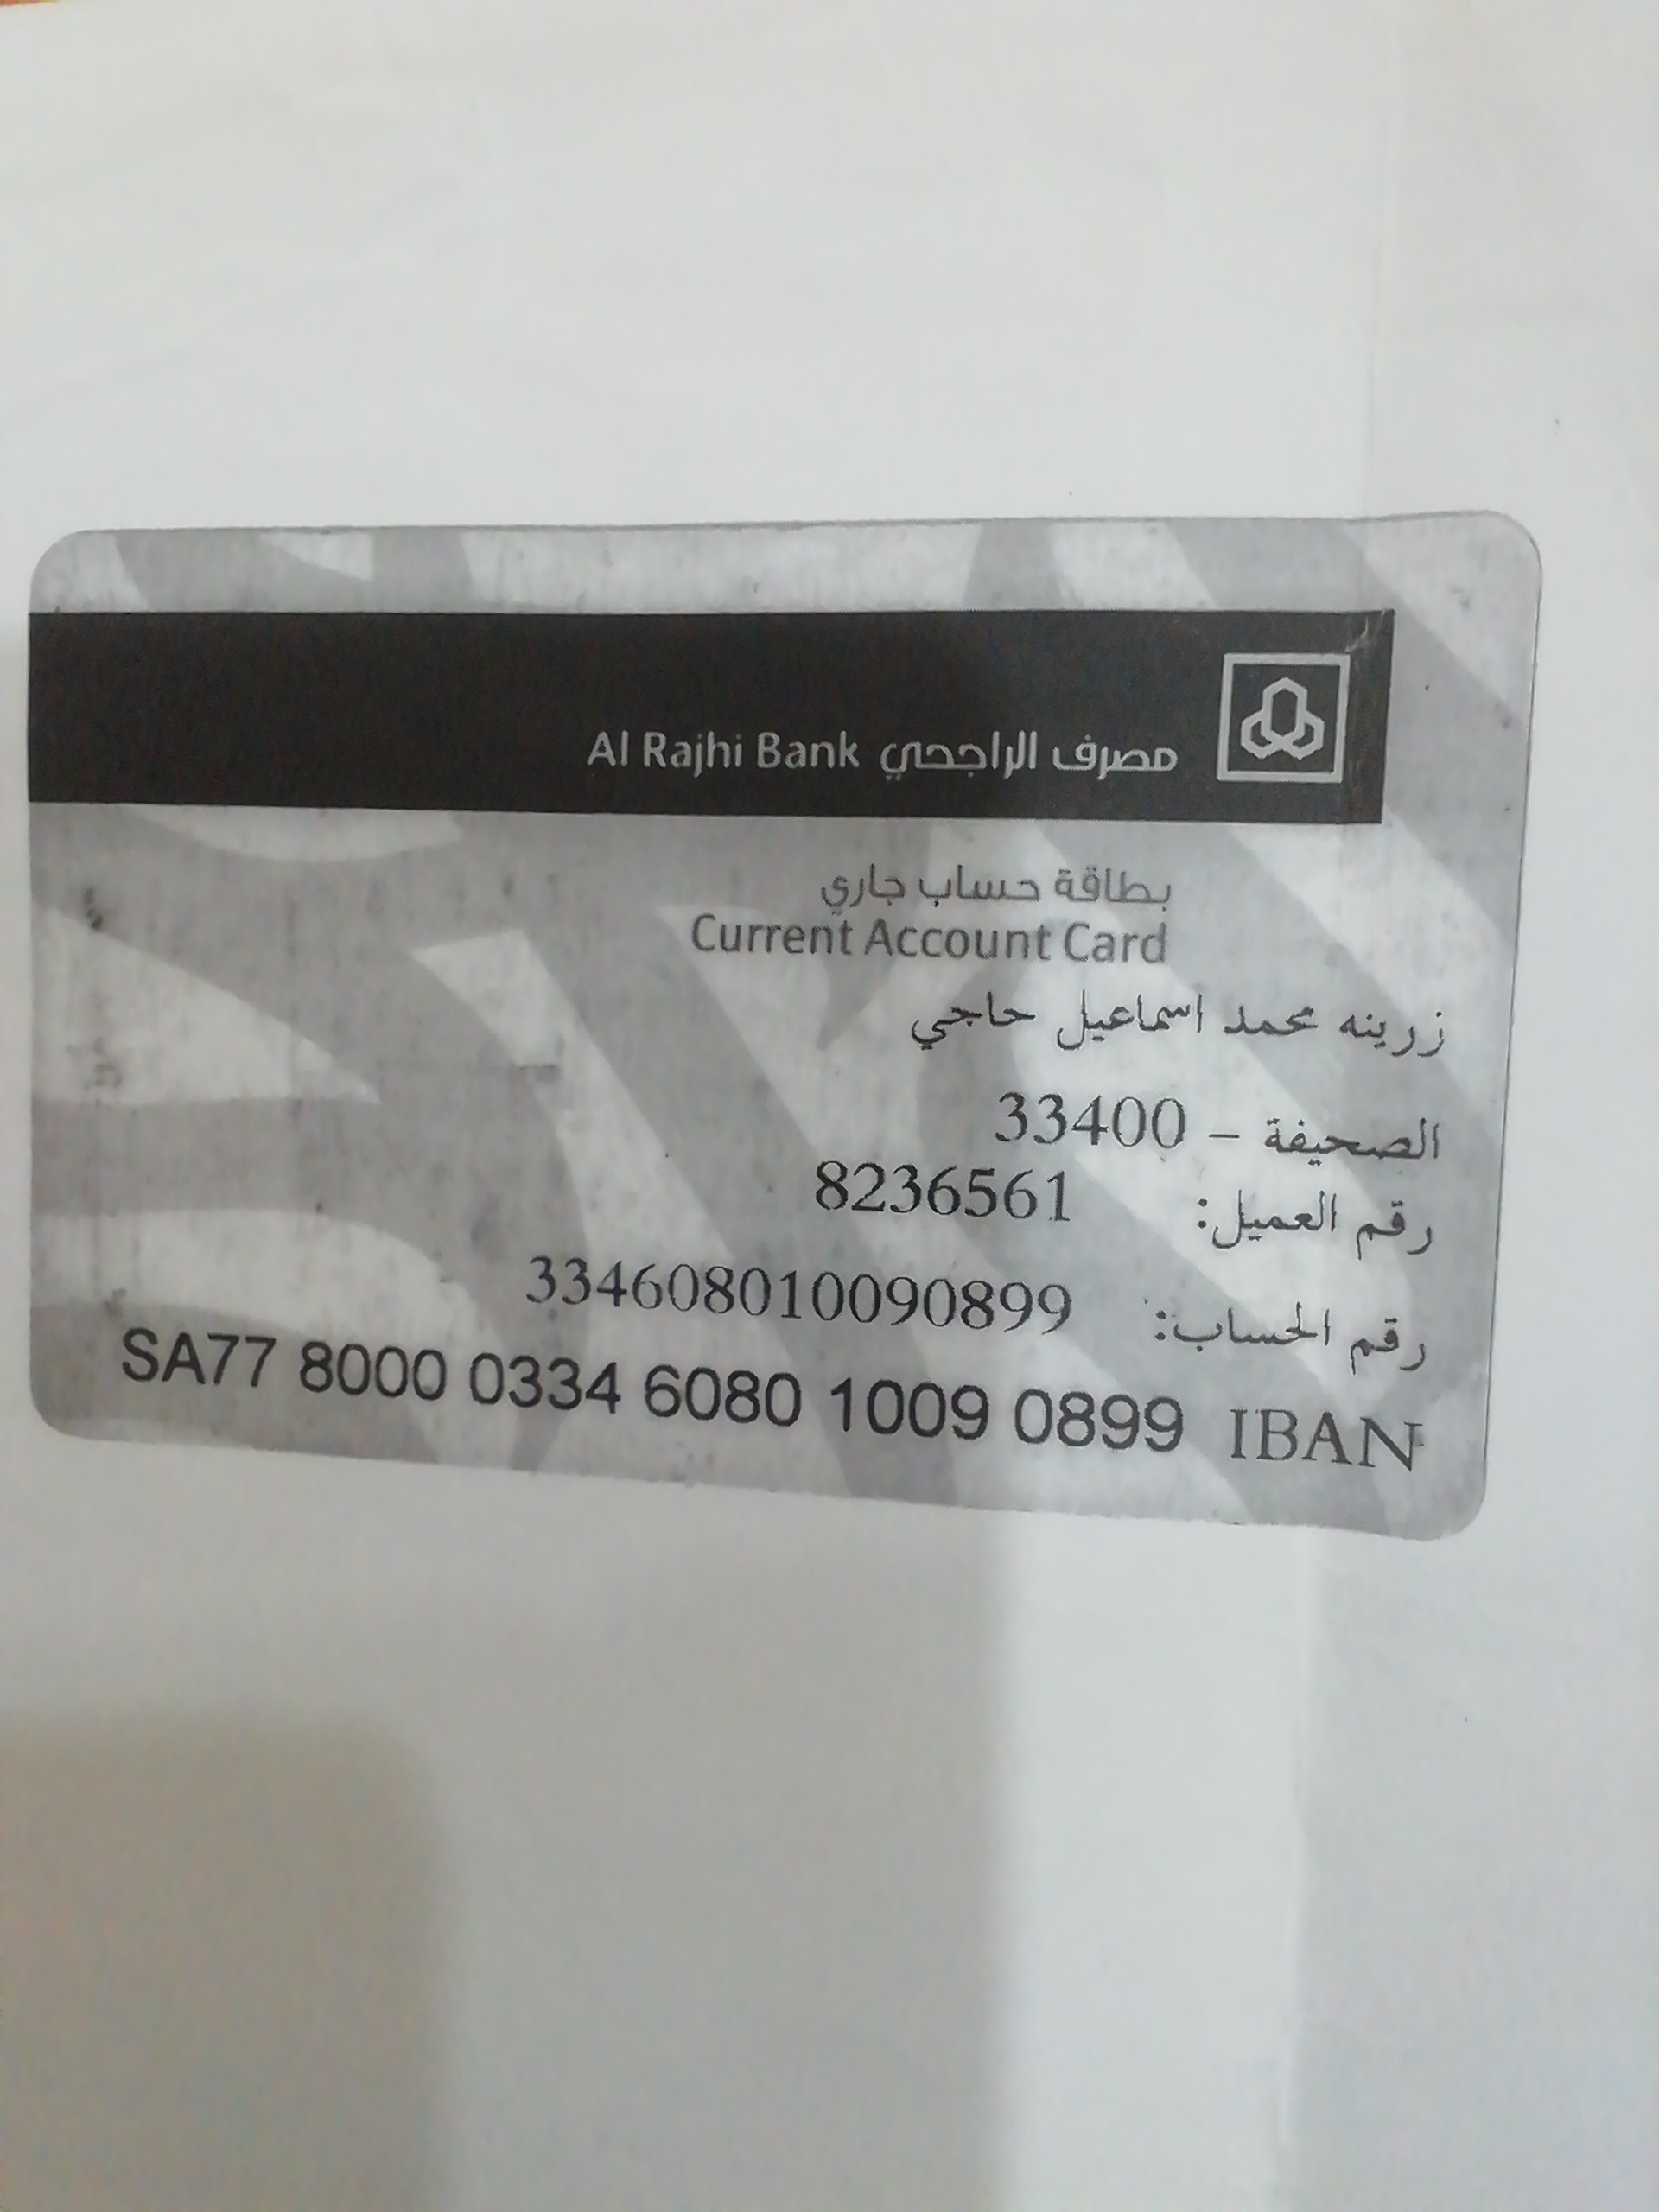 مصرف الراجحي Al Rajhi Bank
بطاقة حساب جاري
Current Account Card
زرينه محمد اسماعيل حاجي
الصحيفة - 33400
رقم العميل: 8236561
رقم الحساب: 334608010090899
IBAN SA77 8000 0334 6080 1009 0899